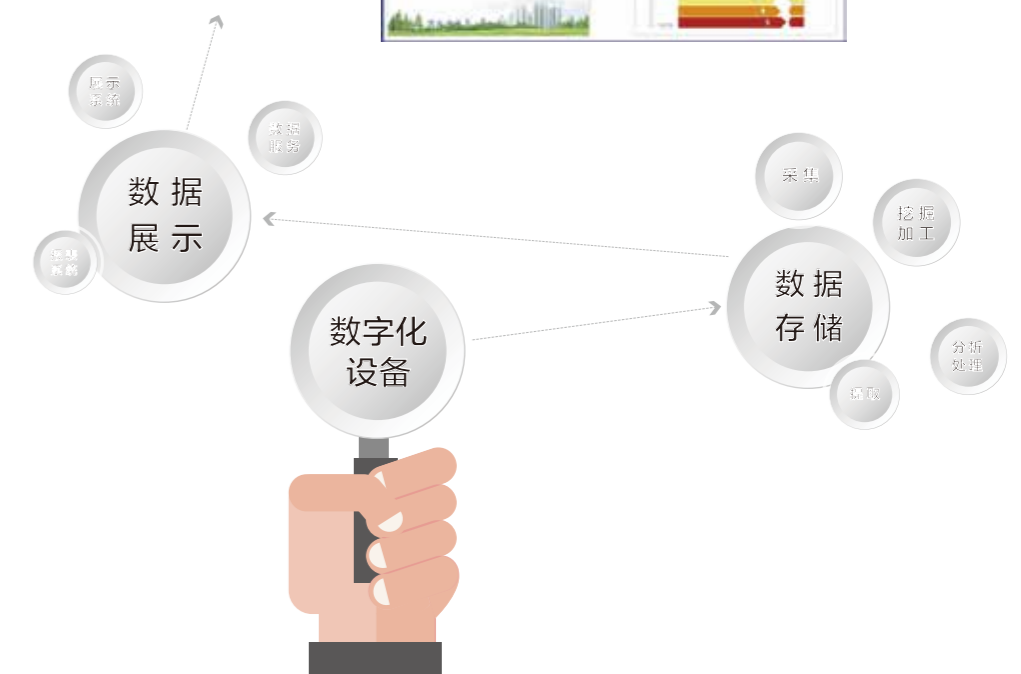 展示
系统
数据
服务
数据
展示
采集
挖掘
加工
数据
存储
数字化
设备
分析
处理
提取